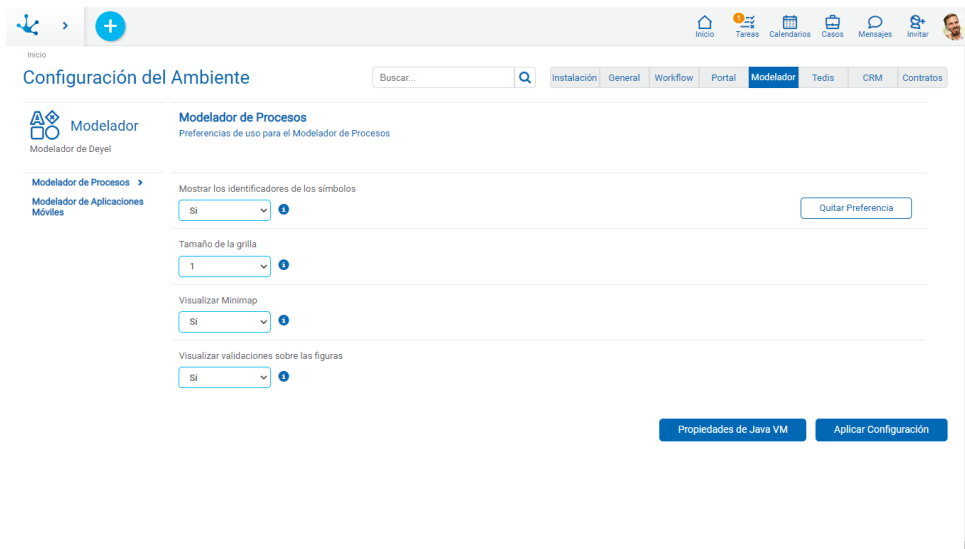 Inicio
1
Tareas
Calendarios
Casos
Mensajes
Invitar
Inicio
Configuración del Ambiente
Buscar...
Instalación
General
Workflow
Portal
Modelador
Tedis
CRM
Contratos
Modelador
Modelador de Deyel
Modelador de Procesos
Preferencias de uso para el Modelador de Procesos
Modelador de Procesos
Modelador de Aplicaciones
Móviles
Mostrar los identificadores de los símbolos
Si
Quitar Preferencia
Tamaño de la grilla
1
Visualizar Minimap
Si
Visualizar validaciones sobre las figuras
Si
Propiedades de Java VM
Aplicar Configuración